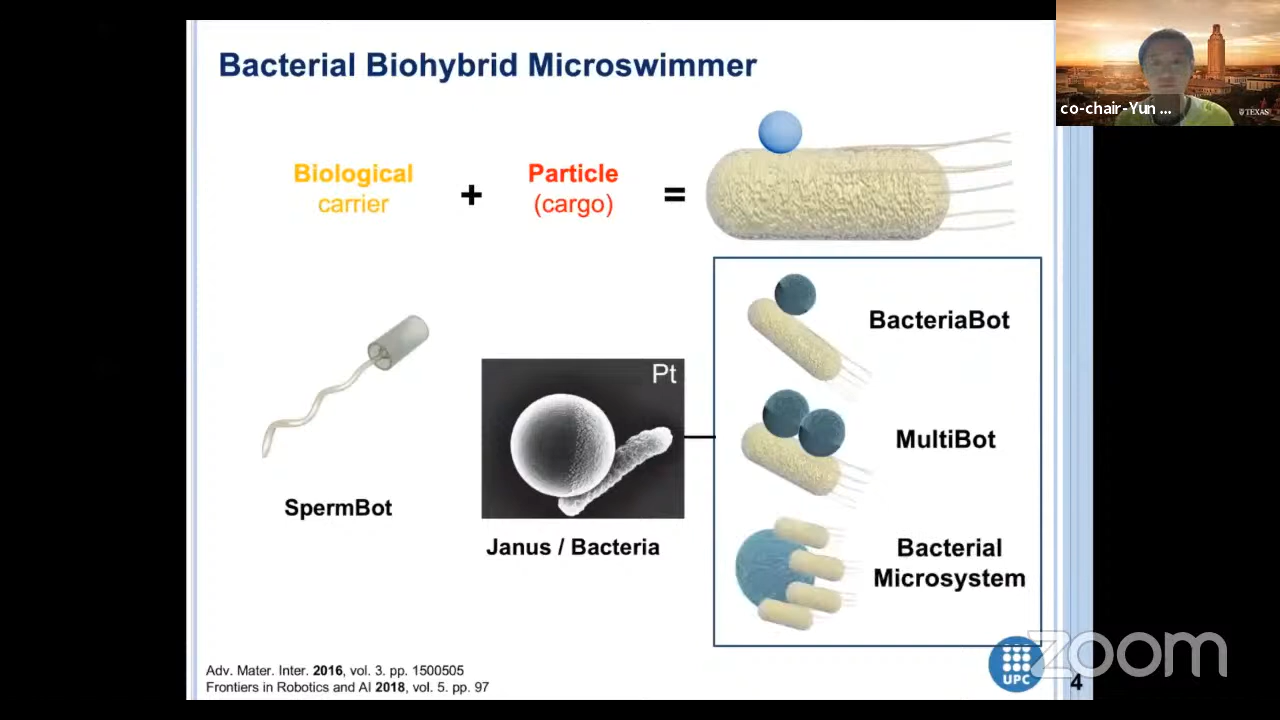 Bacterial Biohybrid Microswimmer
co-chair-Yun ...
TEXAS
Biological
carrier
+
Particle
(cargo)
=
BacteriaBot
Pt
MultiBot
SpermBot
Janus / Bacteria
Bacterial
Microsystem
Adv. Mater. Inter. 2016, vol. 3. pp. 1500505
Frontiers in Robotics and AI 2018, vol. 5. pp. 97
UPC
zoom
4